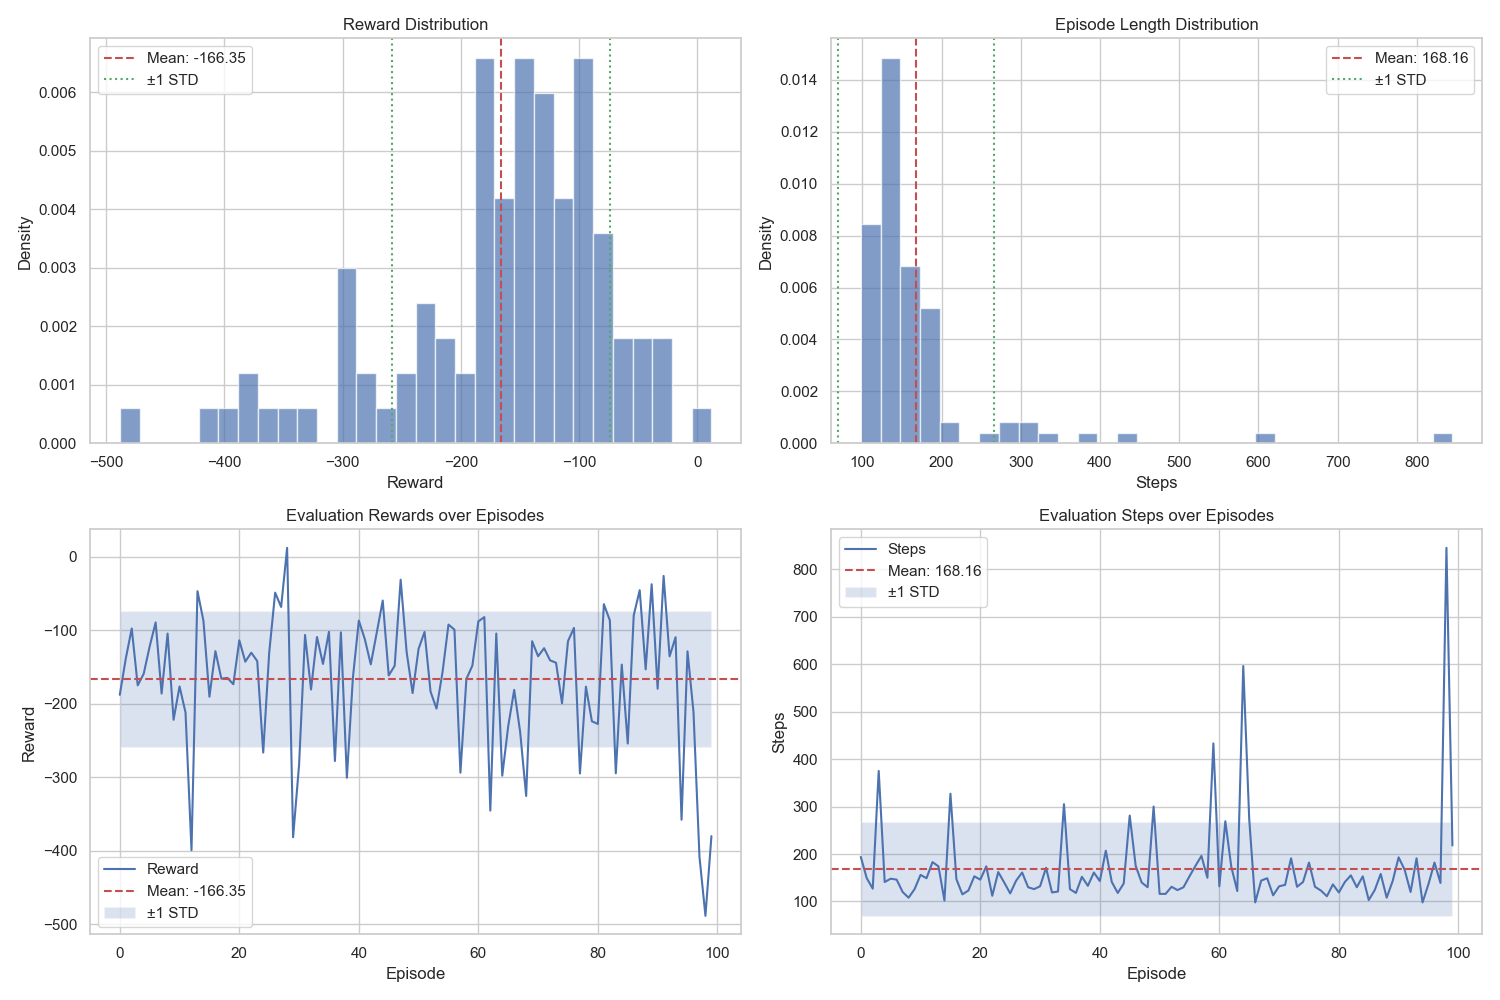 Reward Distribution
Mean: -166.35
±1 STD
0.006
0.005
0.004
0.003
0.002
0.001
0.000
Density
−500
−400
−300
−200
−100
0
Reward
Episode Length Distribution
Mean: 168.16
±1 STD
0.014
0.012
0.010
0.008
0.006
0.004
0.002
0.000
Density
100
200
300
400
500
600
700
800
Steps
Evaluation Rewards over Episodes
0
−100
−200
−300
−400
−500
Reward
Reward
Mean: -166.35
±1 STD
0
20
40
60
80
100
Episode
Evaluation Steps over Episodes
Steps
Mean: 168.16
±1 STD
800
700
600
500
400
300
200
100
Steps
0
20
40
60
80
100
Episode